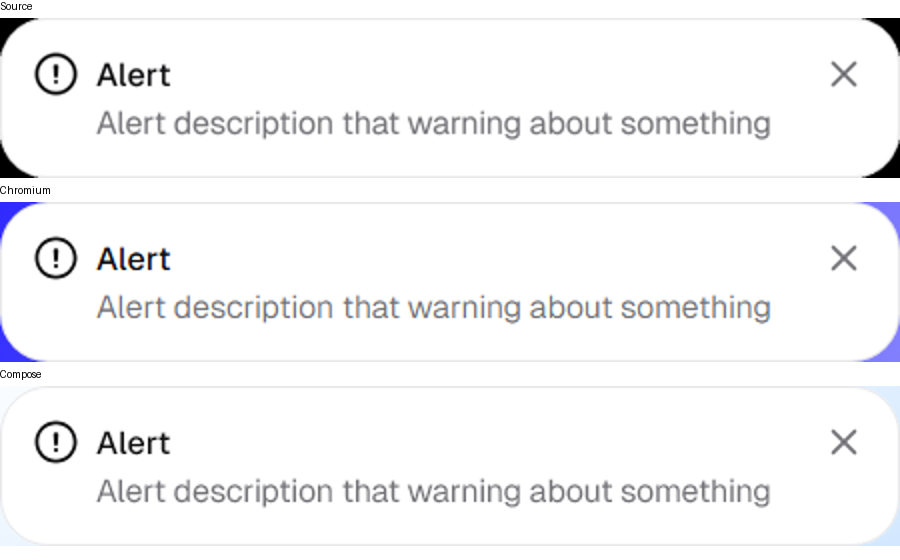 Source
Alert
Alert description that warning about something
Chromium
Alert
Alert description that warning about something
Compose
Alert
Alert description that warning about something